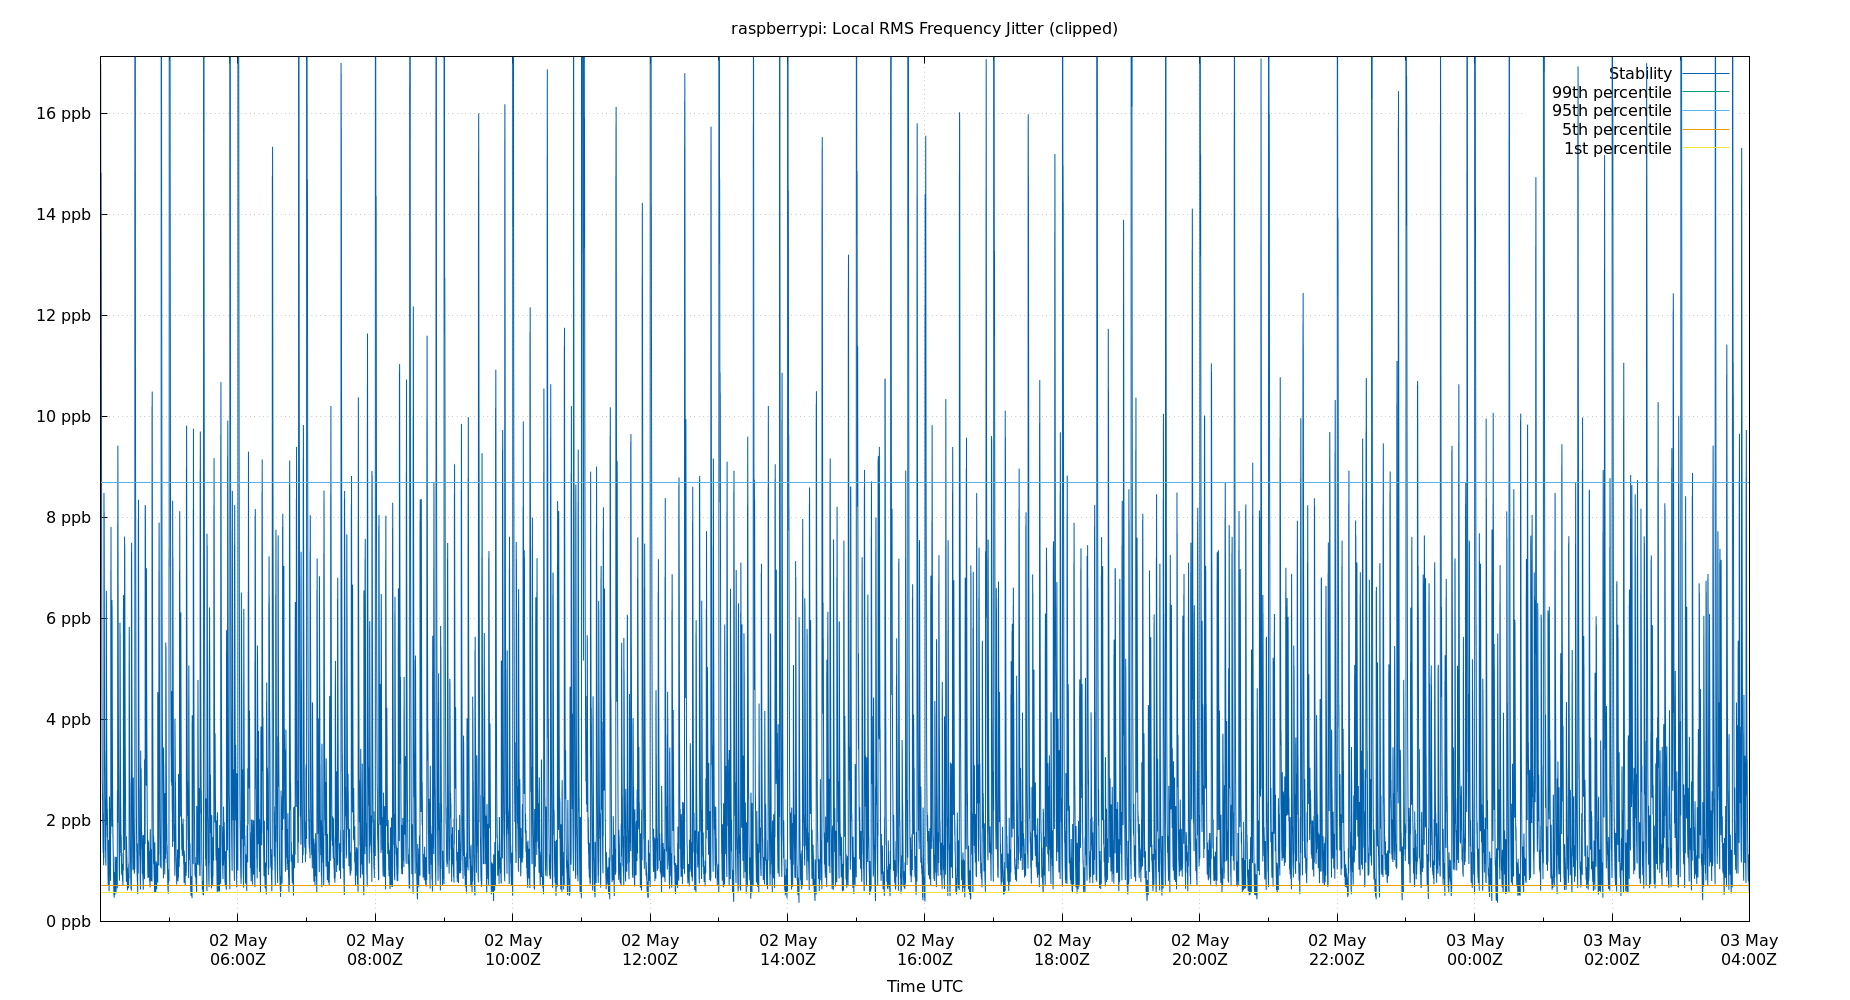 raspberrypi: Local RMS Frequency Jitter (clipped)
Stability
99th percentile
95th percentile
5th percentile
1st percentile
16 ppb
14 ppb
12 ppb
10 ppb
8 ppb
6 ppb
4 ppb
2 ppb
0 ppb
02 May 02 May 02 May 02 May 02 May 02 May 02 May 02 May 02 May 03 May 03 May 03 May
06:00Z 08:00Z 10:00Z 12:00Z 14:00Z 16:00Z 18:00Z 20:00Z 22:00Z 00:00Z 02:00Z 04:00Z
Time UTC